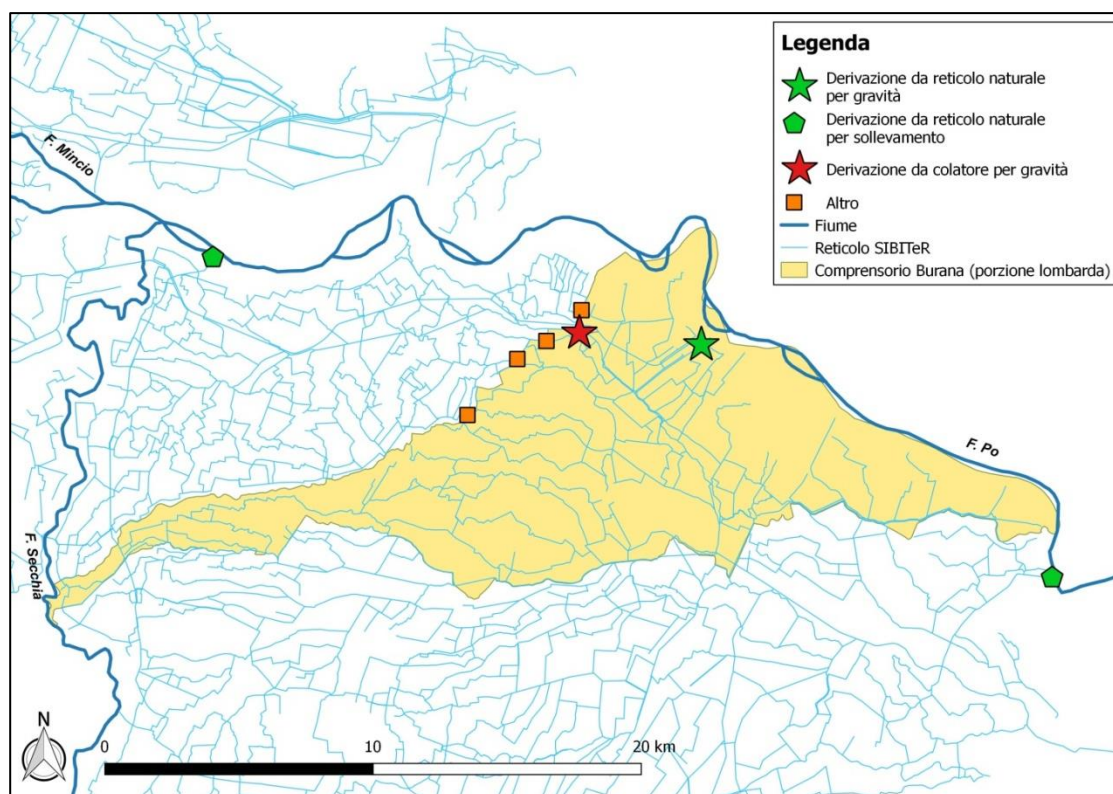 Legenda
Derivazione da reticolo naturale
per gravità
Derivazione da reticolo naturale
per sollevamento
Derivazione da colatore per gravità
Altro
Fiume
Reticolo SIBITeR
Comprensorio Burana (porzione lombarda)
F. Mincio
F. Po
F. Secchia
N
0 10 20 km